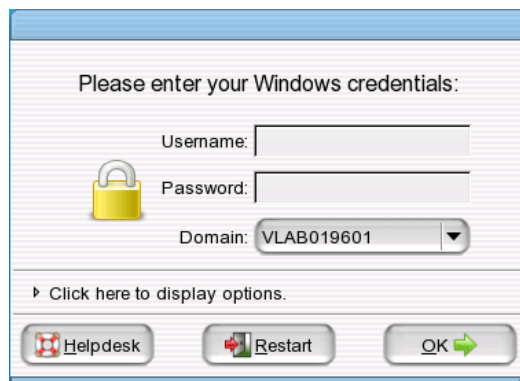 Please enter your Windows credentials:
Username:
Password:
Domain: VLAB019601
Click here to display options.
Helpdesk Restart OK